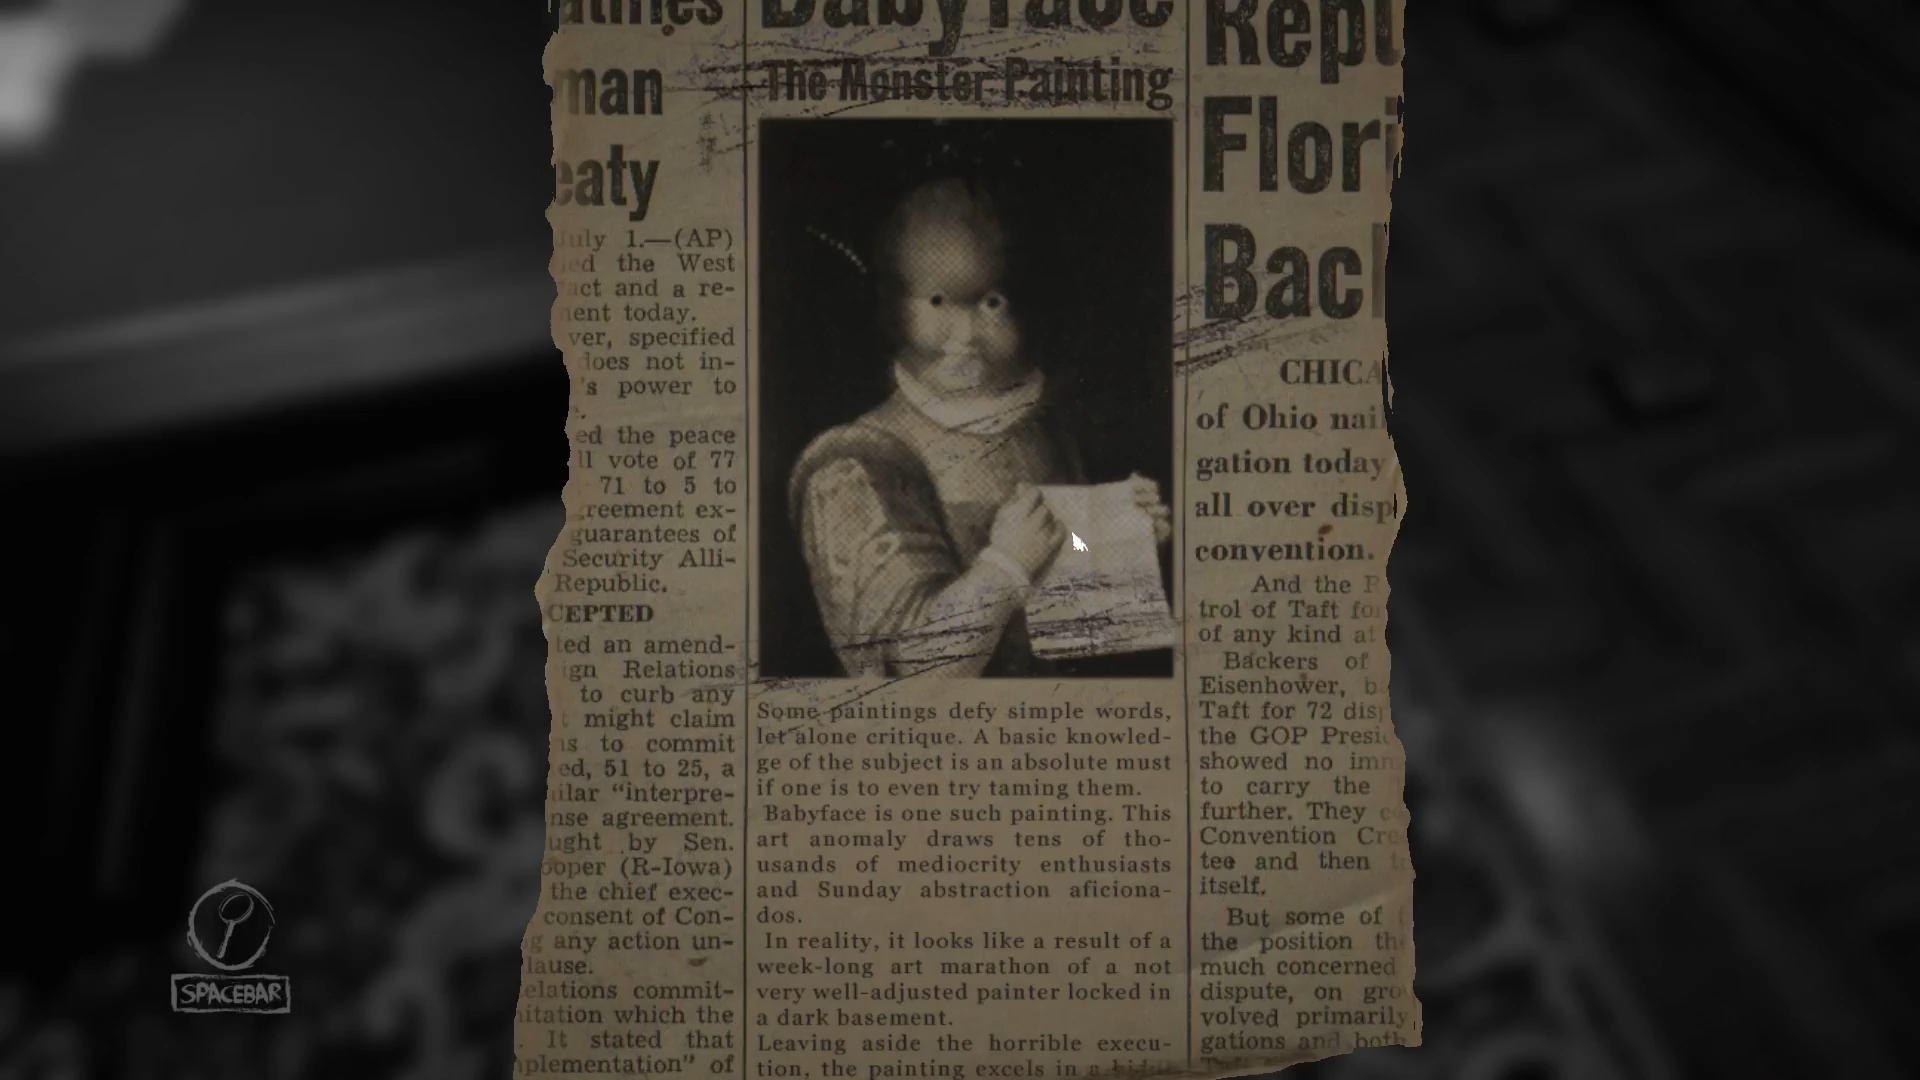 Babyface
The Monster Painting
Some paintings defy simple words,
let alone critique. A basic knowled-
ge of the subject is an absolute must
if one is to even try taming them.
Babyface is one such painting. This
art anomaly draws tens of tho-
usands of mediocrity enthusiasts
and Sunday abstraction aficiona-
dos.
In reality, it looks like a result of a
week-long art marathon of a not
very well-adjusted painter locked in
a dark basement.
Leaving aside the horrible execu-
tion, the painting excels in a
man
eaty
July 1.—(AP)
the West
act and a re-
ment today.
ver, specified
does not in-
's power to
ed the peace
ll vote of 77
71 to 5 to
reement ex-
guarantees of
Security Alli-
Republic.
CEPTED
ted an amend-
ign Relations
to curb any
t might claim
ns to commit
ed, 51 to 25, a
ilar “interpre-
nse agreement.
ught by Sen.
ooper (R-Iowa)
the chief exec-
consent of Con-
g any action un-
lause.
elations commit-
itation which the
. It stated that
plementation” of
Flori
Bac
CHICA
of Ohio nai
gation today
all over disp
convention.
And the R
trol of Taft for
of any kind at
Backers of
Eisenhower, b
Taft for 72 disp
the GOP Presi
showed no imm
to carry the
further. They c
Convention Cre
tee and then t
itself.
But some of
the position th
much concerned
dispute, on gro
volved primarily
gations and both
SPACEBAR